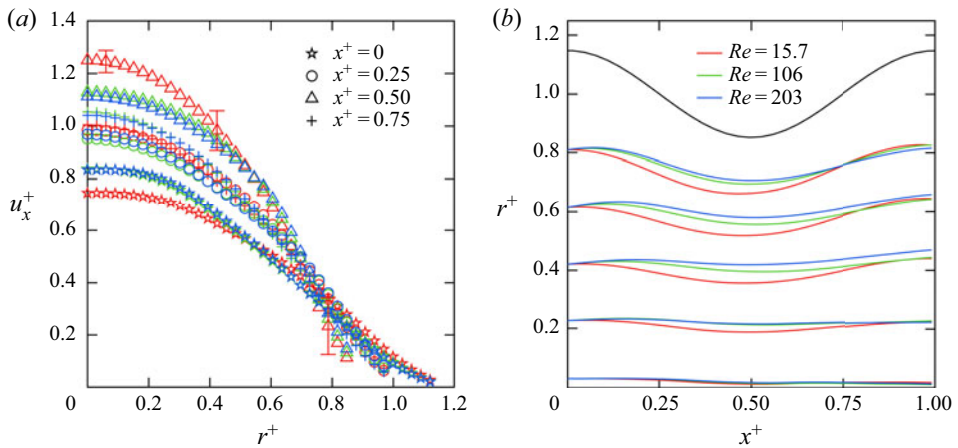 (a)
1.4
1.2
1.0
0.8
0.6
0.4
0.2
0
0.2
0.4
0.6
0.8
1.0
1.2
u_x^+
r^+
x^+ = 0
x^+ = 0.25
x^+ = 0.50
x^+ = 0.75
(b)
1.2
1.0
0.8
0.6
0.4
0.2
0
0.25
0.50
0.75
1.00
r^+
x^+
Re = 15.7
Re = 106
Re = 203